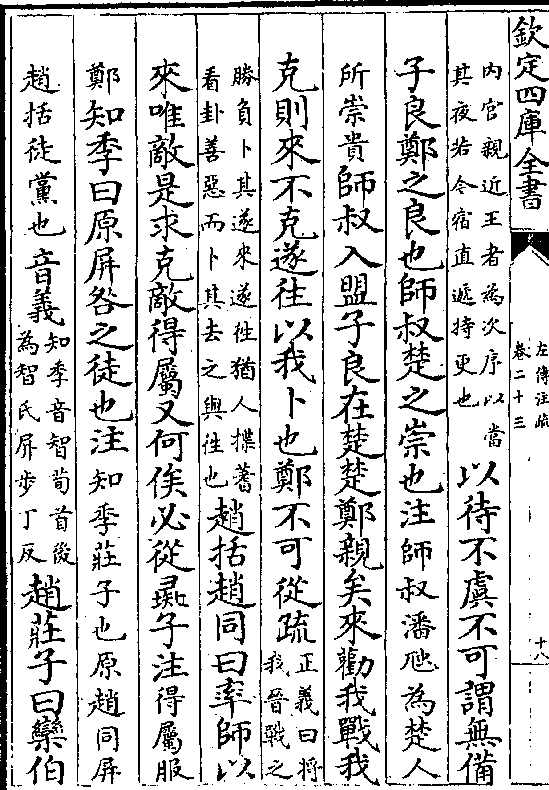 欽定四庫全書
左傳注疏
卷二十三
十八
內官親近王者為次序以當
其夜若今宿直遞持更也
以待不虞不可謂無備
子良鄭之良也師叔楚之崇也注師叔潘尫為楚人
所崇貴師叔入盟子良在楚楚鄭親矣來勸我戰我
克則來不克遂往以我卜也鄭不可從疏
正義曰將
我晉戰之
勝負卜其遂來遂往猶人揲蓍
看卦善惡而卜其去之與往也
趙括趙同曰率師以
來唯敵是求克敵得屬又何俟必從彘子注得屬服
鄭知季曰原屏咎之徒也注知季莊子也原趙同屏
趙括徒黨也音義
知季音智荀首後
為智氏屏步丁反
趙莊子曰欒伯